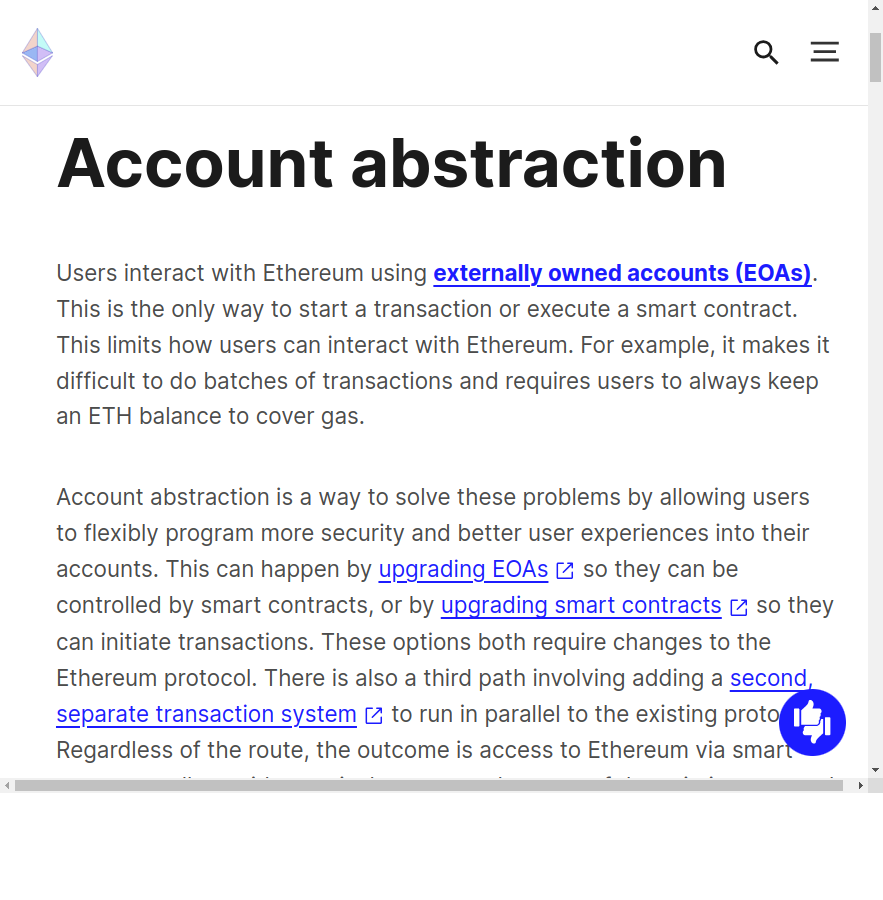 Account abstraction
Users interact with Ethereum using externally owned accounts (EOAs).
This is the only way to start a transaction or execute a smart contract.
This limits how users can interact with Ethereum. For example, it makes it
difficult to do batches of transactions and requires users to always keep
an ETH balance to cover gas.
Account abstraction is a way to solve these problems by allowing users
to flexibly program more security and better user experiences into their
accounts. This can happen by upgrading EOAs so they can be
controlled by smart contracts, or by upgrading smart contracts so they
can initiate transactions. These options both require changes to the
Ethereum protocol. There is also a third path involving adding a second,
separate transaction system to run in parallel to the existing
Regardless of the route, the outcome is access to Ethereum via smart